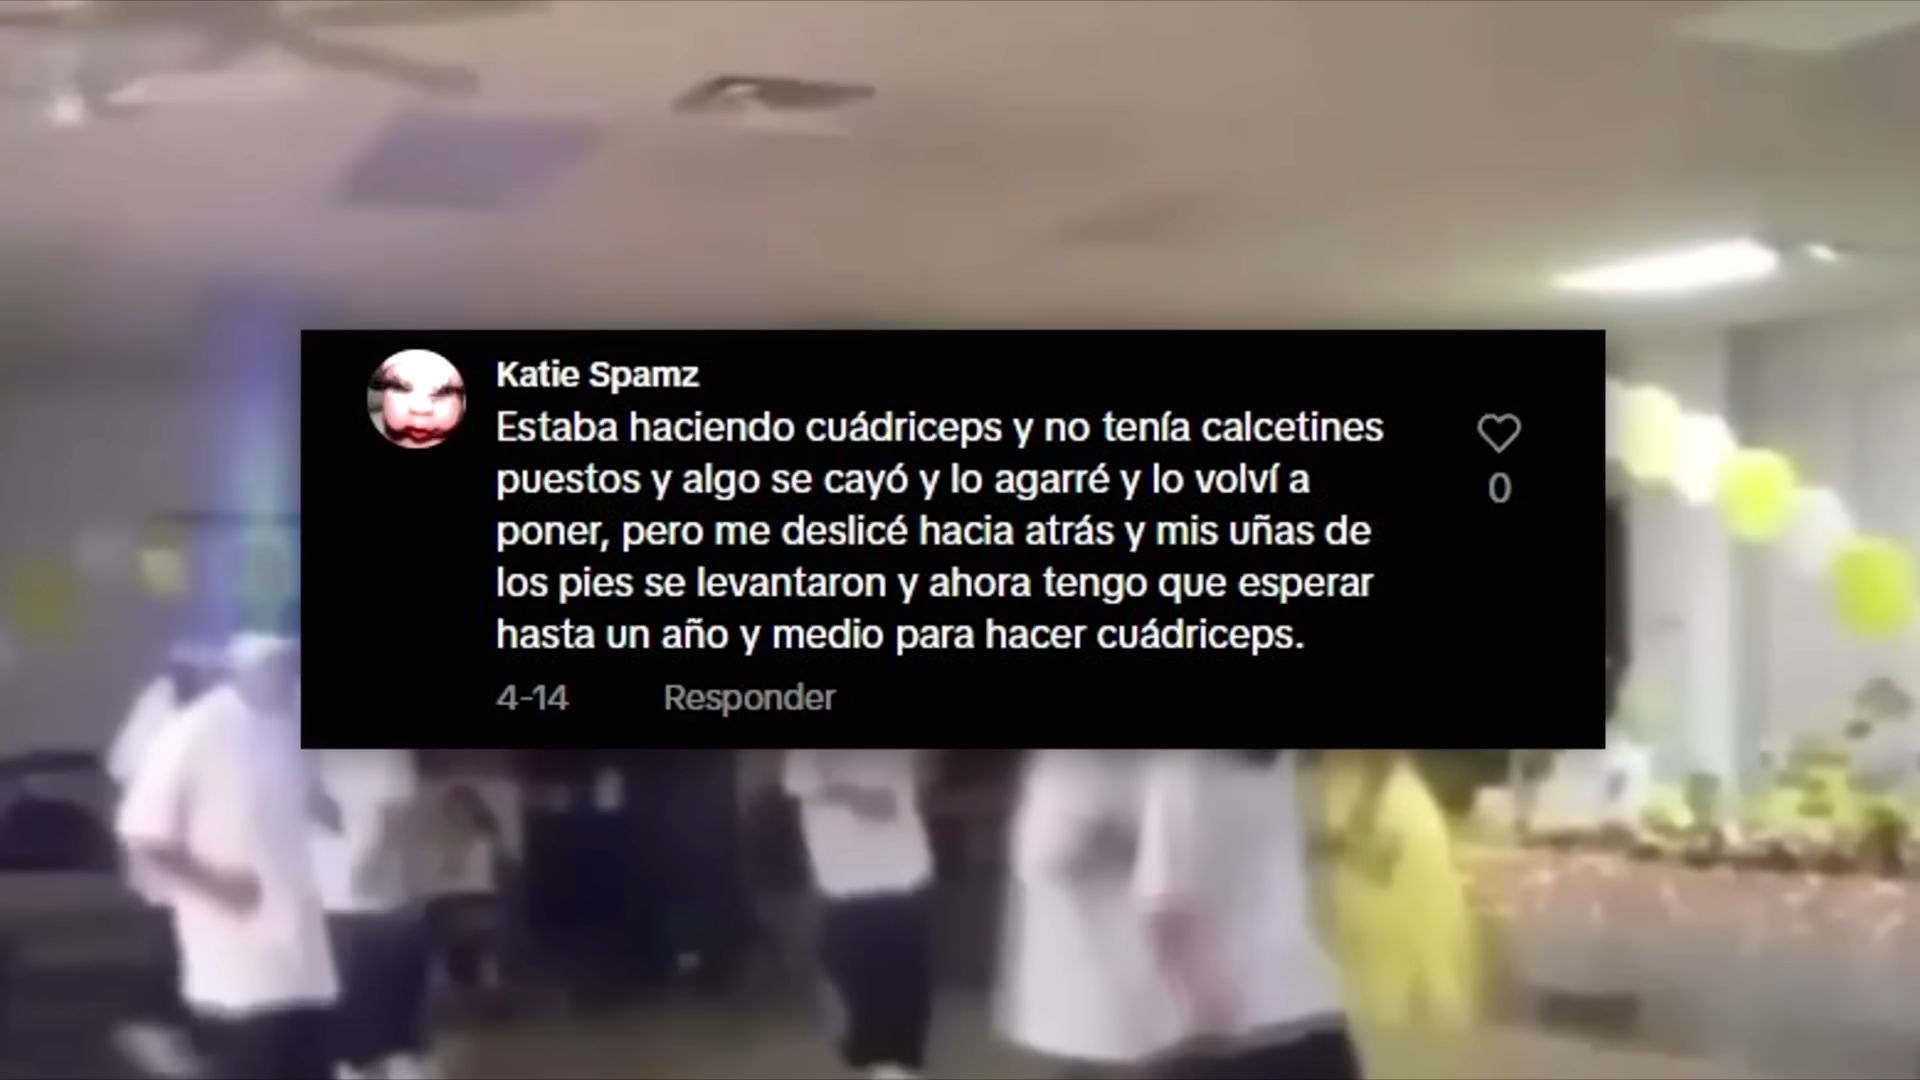 Katie Spamz
Estaba haciendo cuádriceps y no tenía calcetines
puestos y algo se cayó y lo agarré y lo volví a
poner, pero me deslicé hacia atrás y mis uñas de
los pies se levantaron y ahora tengo que esperar
hasta un año y medio para hacer cuádriceps.
0
4-14 Responder